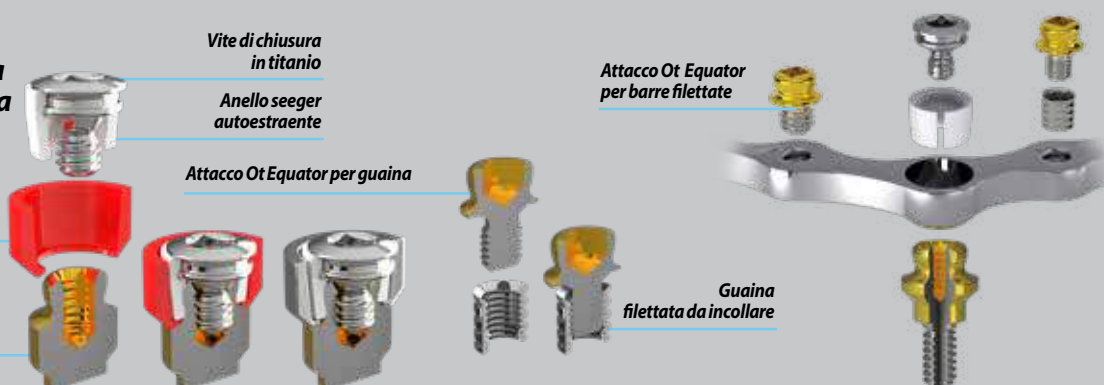 a
a
Vite di chiusura
in titanio
Anello seeger
autoestraente
Attacco Ot Equator per guaina
Attacco Ot Equator
per barre filettate
Guaina
filettata da incollare